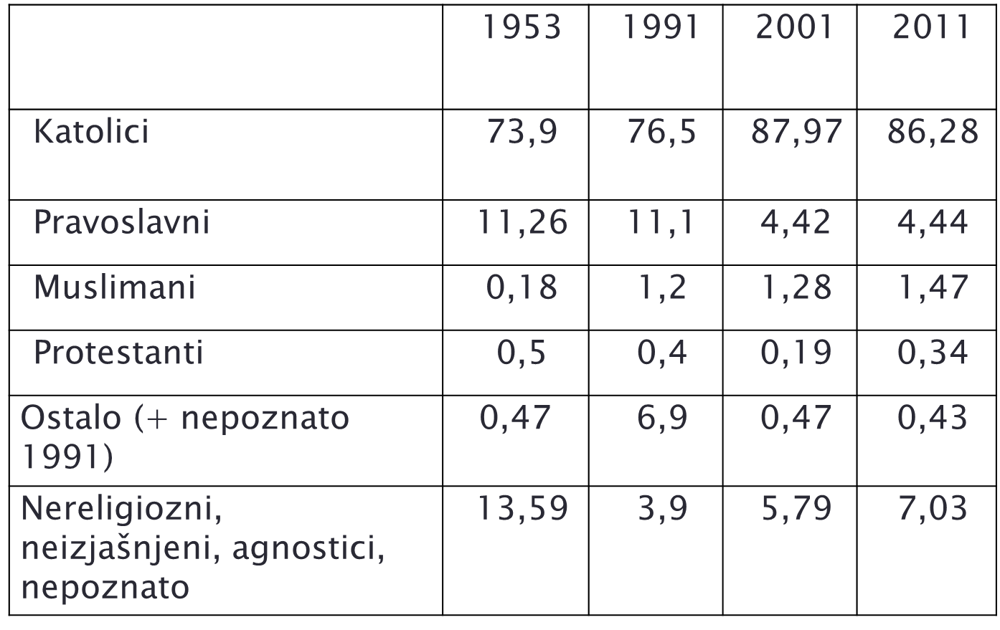 1953 1991 2001 2011
Katolici 73,9 76,5 87,97 86,28
Pravoslavni 11,26 11,1 4,42 4,44
Muslimani 0,18 1,2 1,28 1,47
Protestanti 0,5 0,4 0,19 0,34
Ostalo (+ nepoznato 0,47 6,9 0,47 0,43
1991)
Nereligiozni, 13,59 3,9 5,79 7,03
neizjašnjeni, agnostici,
nepoznato